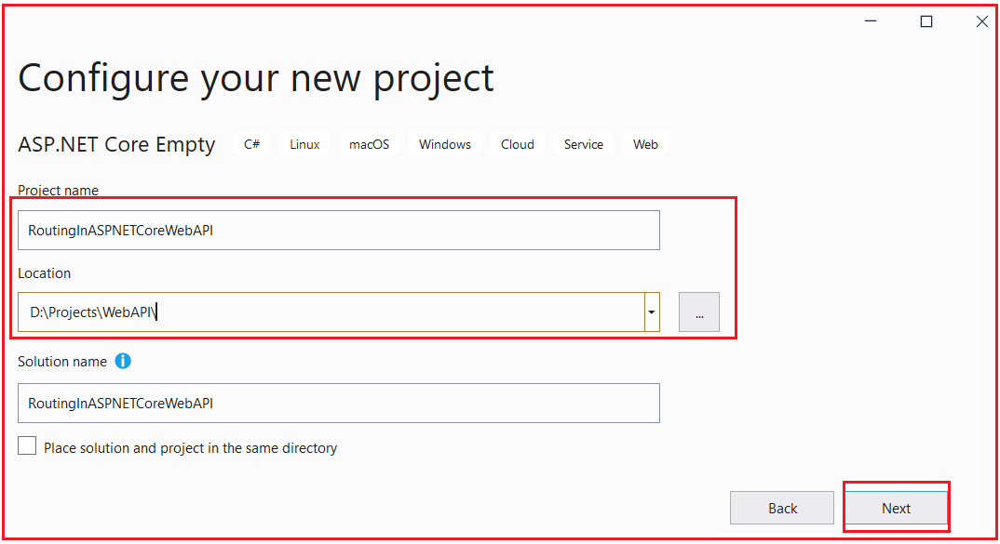 Configure your new project
ASP.NET Core Empty C# Linux macOS Windows Cloud Service Web
Project name
RoutingInASPNETCoreWebAPI
Location
D:\Projects\WebAPI\
...
Solution name
RoutingInASPNETCoreWebAPI
Place solution and project in the same directory
Back Next